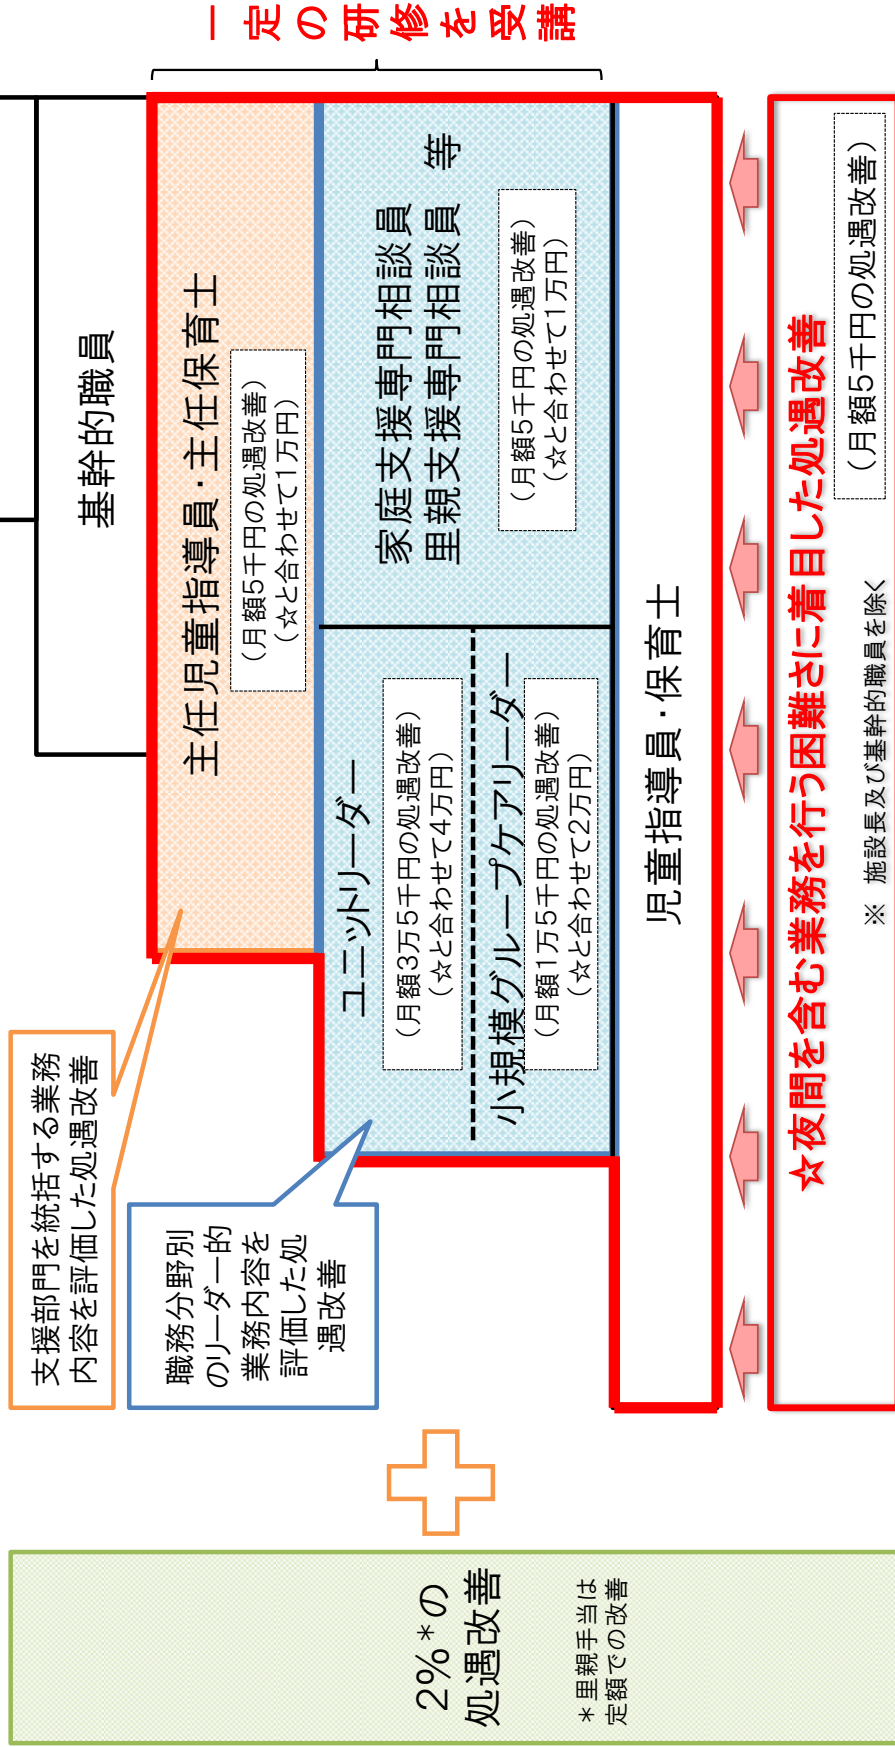 2%*の
処遇改善
*里親手当は
定額での改善
支援部門を統括する業務
内容を評価した処遇改善
職務分野別
のリーダー的
業務内容を
評価した処
遇改善
基幹的職員
主任児童指導員・主任保育士
(月額5千円の処遇改善)
(☆と合わせて1万円)
ユニットリーダー
(月額3万5千円の処遇改善)
(☆と合わせて4万円)
小規模グループケアリーダー
(月額1万5千円の処遇改善)
(☆と合わせて2万円)
家庭支援専門相談員
里親支援専門相談員 等
(月額5千円の処遇改善)
(☆と合わせて1万円)
児童指導員・保育士
一定の研修を受講
☆夜間を含む業務を行う困難さに着目した処遇改善
(月額5千円の処遇改善)
※ 施設長及び基幹的職員を除く